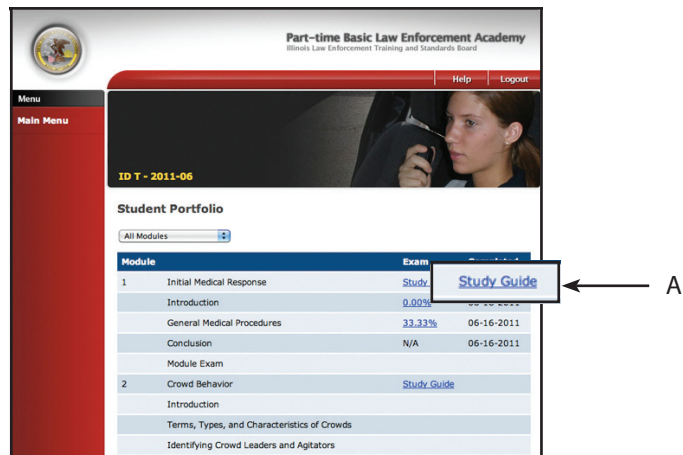 Part-time Basic Law Enforcement Academy
Illinois Law Enforcement Training and Standards Board
Help Logout
Menu
Main Menu
ID T - 2011-06
Student Portfolio
All Modules
Module Exam
1 Initial Medical Response Study
Study Guide
A
Introduction 0.00%
General Medical Procedures 33.33% 06-16-2011
Conclusion N/A 06-16-2011
Module Exam
2 Crowd Behavior Study Guide
Introduction
Terms, Types, and Characteristics of Crowds
Identifying Crowd Leaders and Agitators